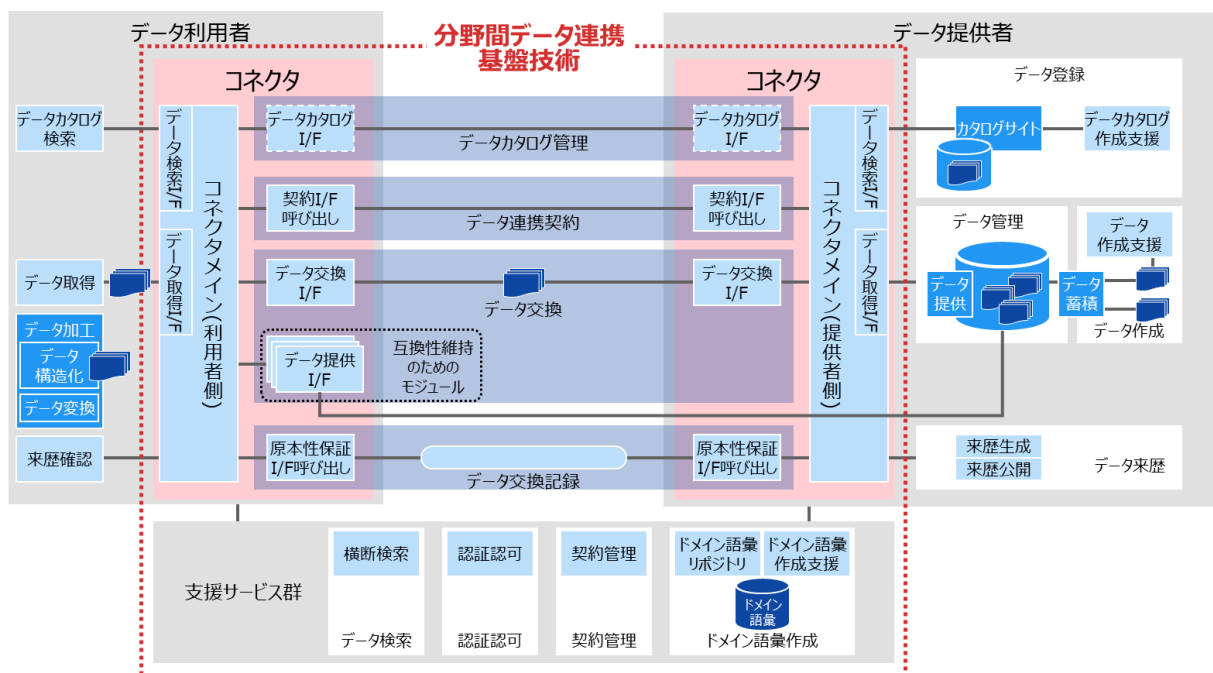 データ利用者
分野間データ連携
基盤技術
データ提供者
コネクタ
コネクタ
データカタログ
検索
データ取得
データ加工
データ
構造化
データ変換
来歴確認
データ検索I/F
データ取得I/F
コネクタメイン(利用者側)
データカタログ
I/F
データカタログ管理
データカタログ
I/F
契約I/F
呼び出し
データ連携契約
契約I/F
呼び出し
データ交換
I/F
データ交換
データ交換
I/F
データ提供
I/F
互換性維持
のための
モジュール
原本性保証
I/F呼び出し
データ交換記録
原本性保証
I/F呼び出し
コネクタメイン(提供者側)
データ検索I/F
データ取得I/F
データ登録
カタログサイト
データカタログ
作成支援
データ管理
データ
提供
データ
蓄積
データ
作成支援
データ作成
来歴生成
来歴公開
データ来歴
支援サービス群
横断検索
データ検索
認証認可
認証認可
契約管理
契約管理
ドメイン語彙
リポジトリ
ドメイン語彙
作成支援
ドメイン
語彙
ドメイン語彙作成